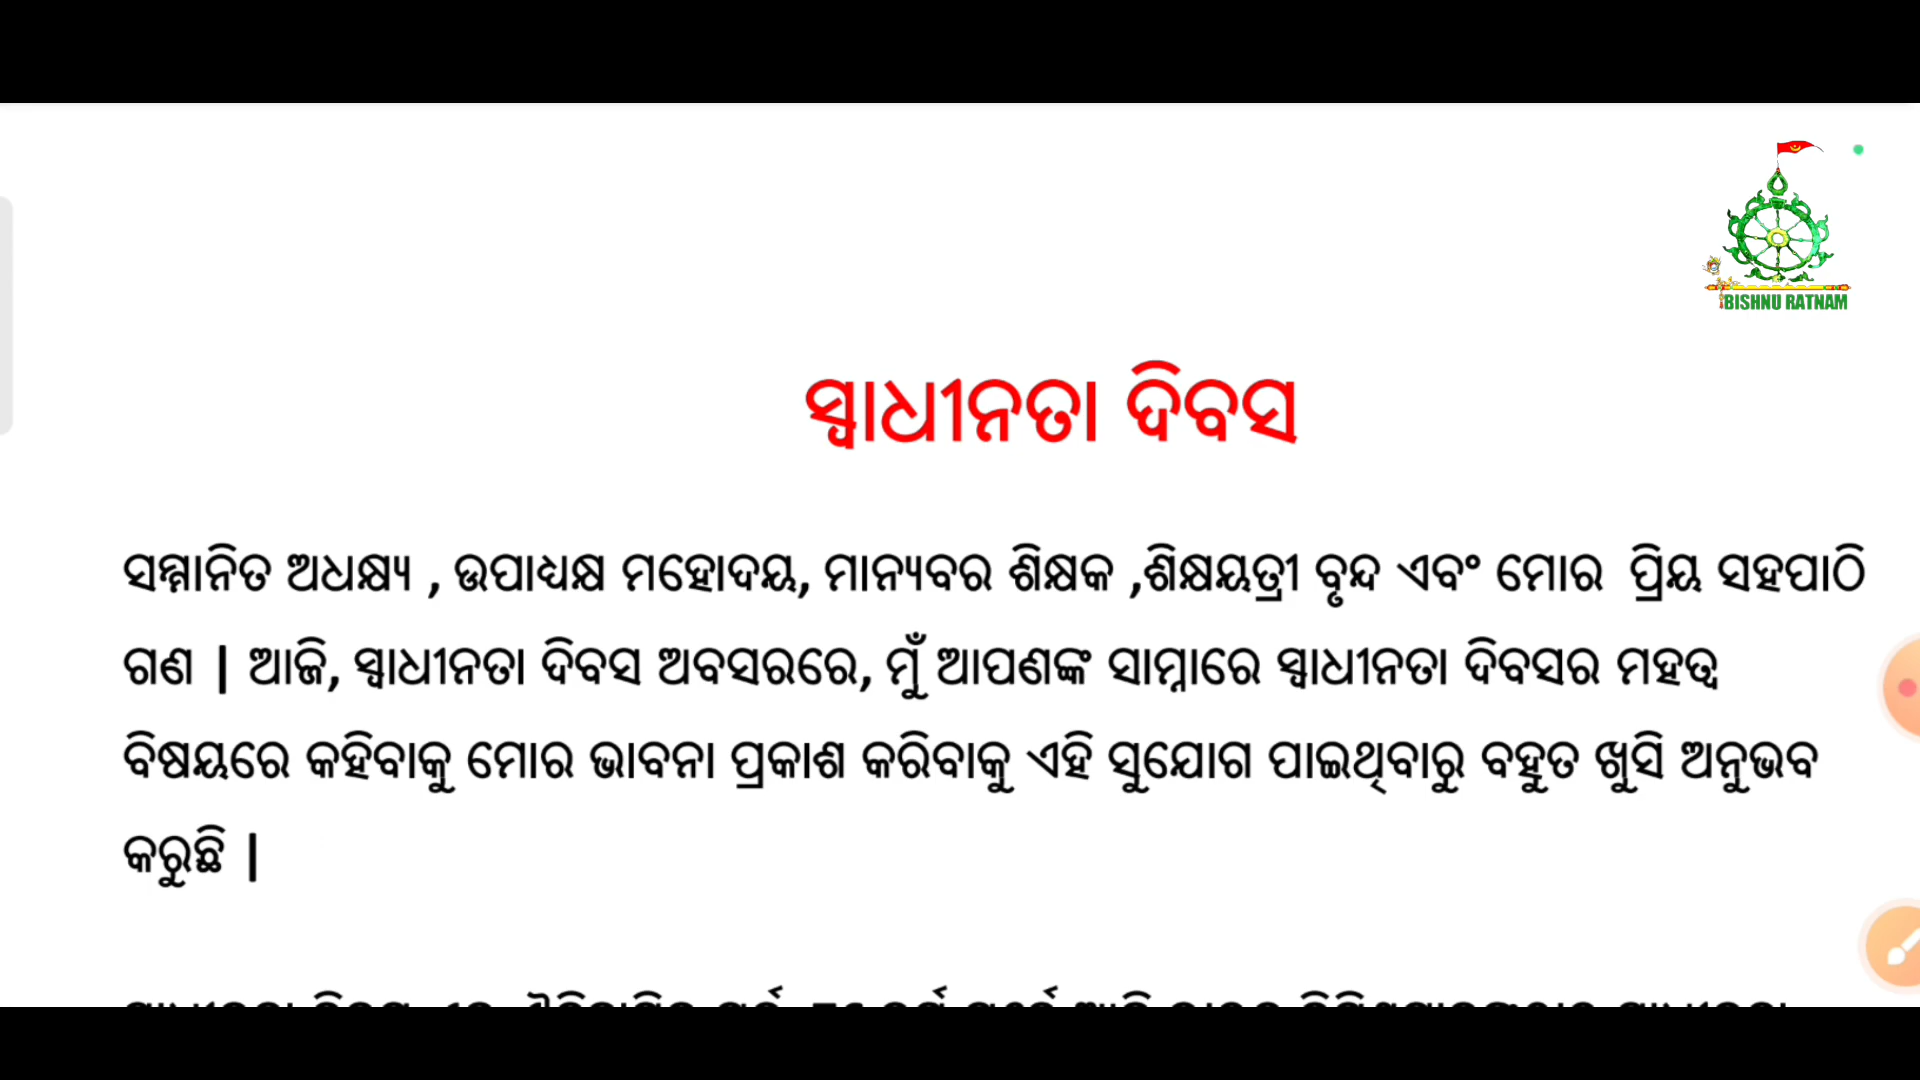 BISHNU RATNAM
ସ୍ୱାଧୀନତା ଦିବସ
ସମ୍ମାନିତ ଅଧକ୍ଷ୍ୟ , ଉପାଧ୍ୟକ୍ଷ ମହୋଦୟ, ମାନ୍ୟବର ଶିକ୍ଷକ ,ଶିକ୍ଷୟତ୍ରୀ ବୃନ୍ଦ ଏବଂ ମୋର ପ୍ରିୟ ସହପାଠି
ଗଣ | ଆଜି, ସ୍ୱାଧୀନତା ଦିବସ ଅବସରରେ, ମୁଁ ଆପଣଙ୍କ ସାମ୍ନାରେ ସ୍ୱାଧୀନତା ଦିବସର ମହତ୍ୱ
ବିଷୟରେ କହିବାକୁ ମୋର ଭାବନା ପ୍ରକାଶ କରିବାକୁ ଏହି ସୁଯୋଗ ପାଇଥିବାରୁ ବହୁତ ଖୁସି ଅନୁଭବ
କରୁଛି |